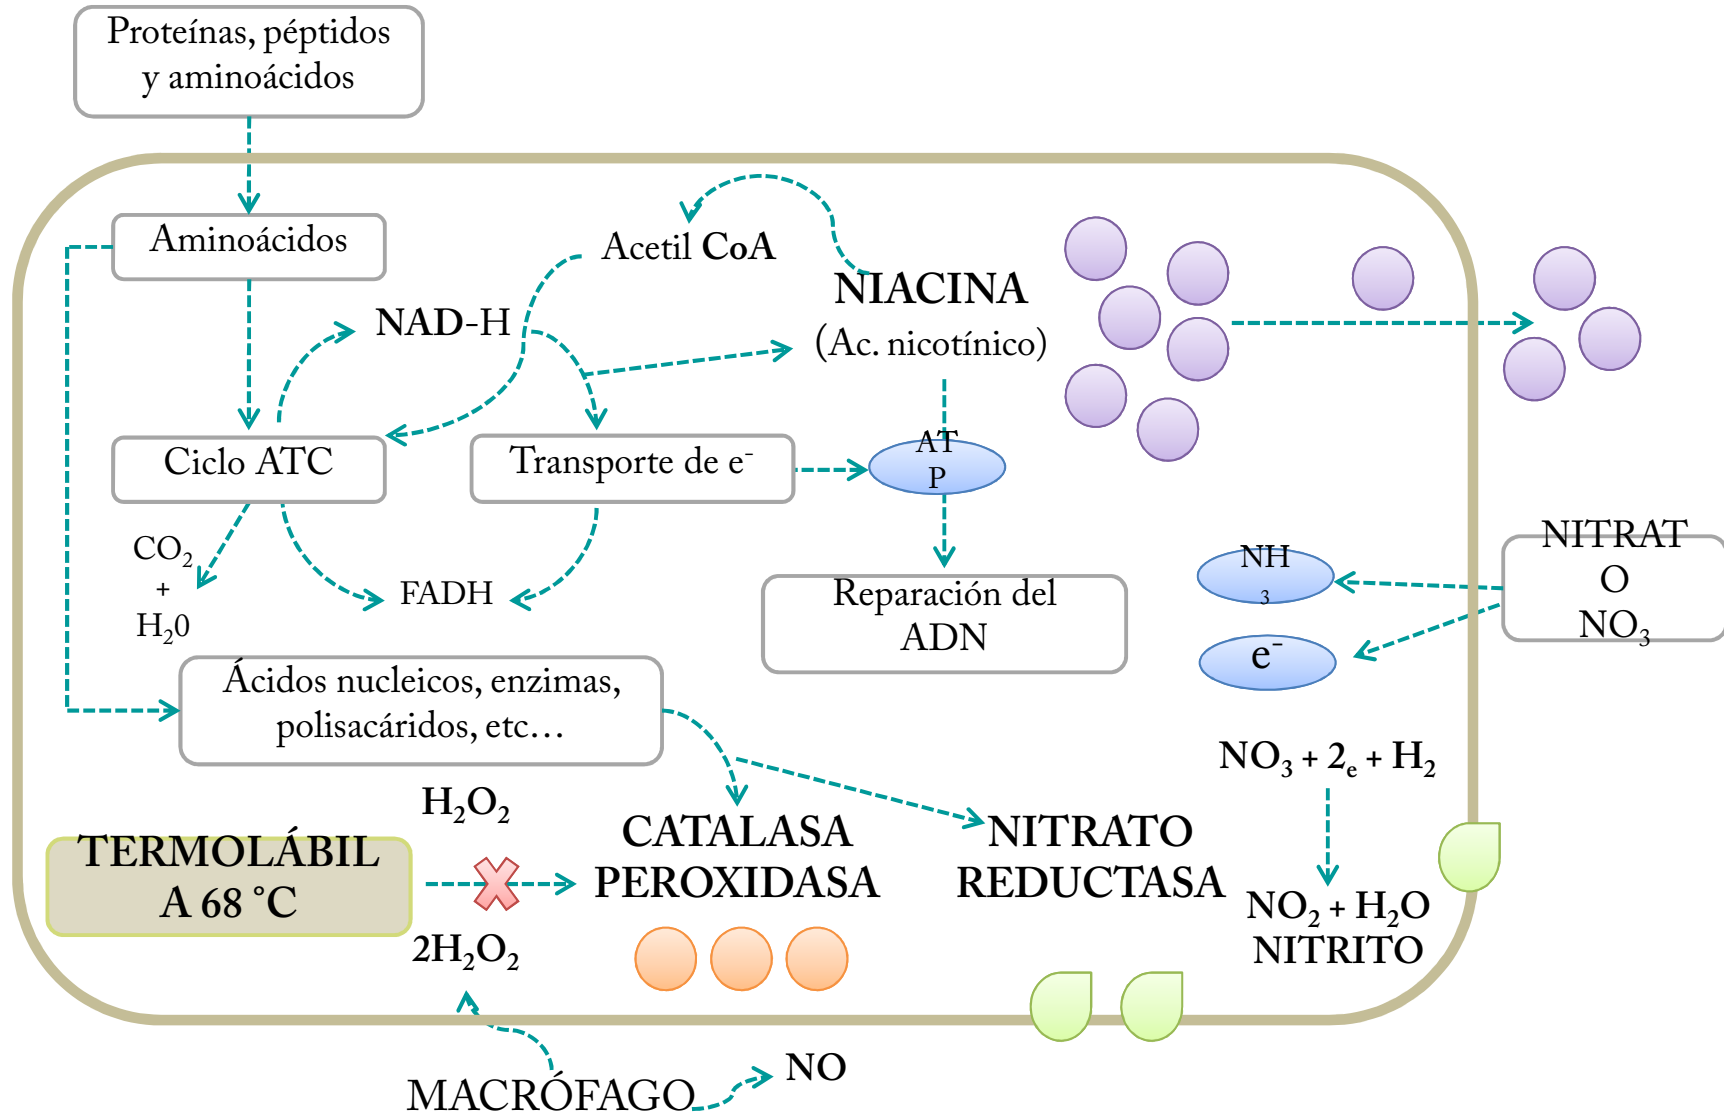 Proteínas, péptidos
y aminoácidos
Aminoácidos
Acetil CoA
NIACINA
(Ac. nicotínico)
NAD-H
Ciclo ATC
Transporte de e⁻
AT
P
CO₂
+
H₂0
FADH
Reparación del
ADN
NH
₃
e⁻
NITRAT
O
NO₃
Ácidos nucleicos, enzimas,
polisacáridos, etc…
NO₃ + 2ₑ + H₂
H₂O₂
TERMOLÁBIL
A 68 °C
CATALASA
PEROXIDASA
NITRATO
REDUCTASA
NO₂ + H₂O
NITRITO
2H₂O₂
MACRÓFAGO
NO